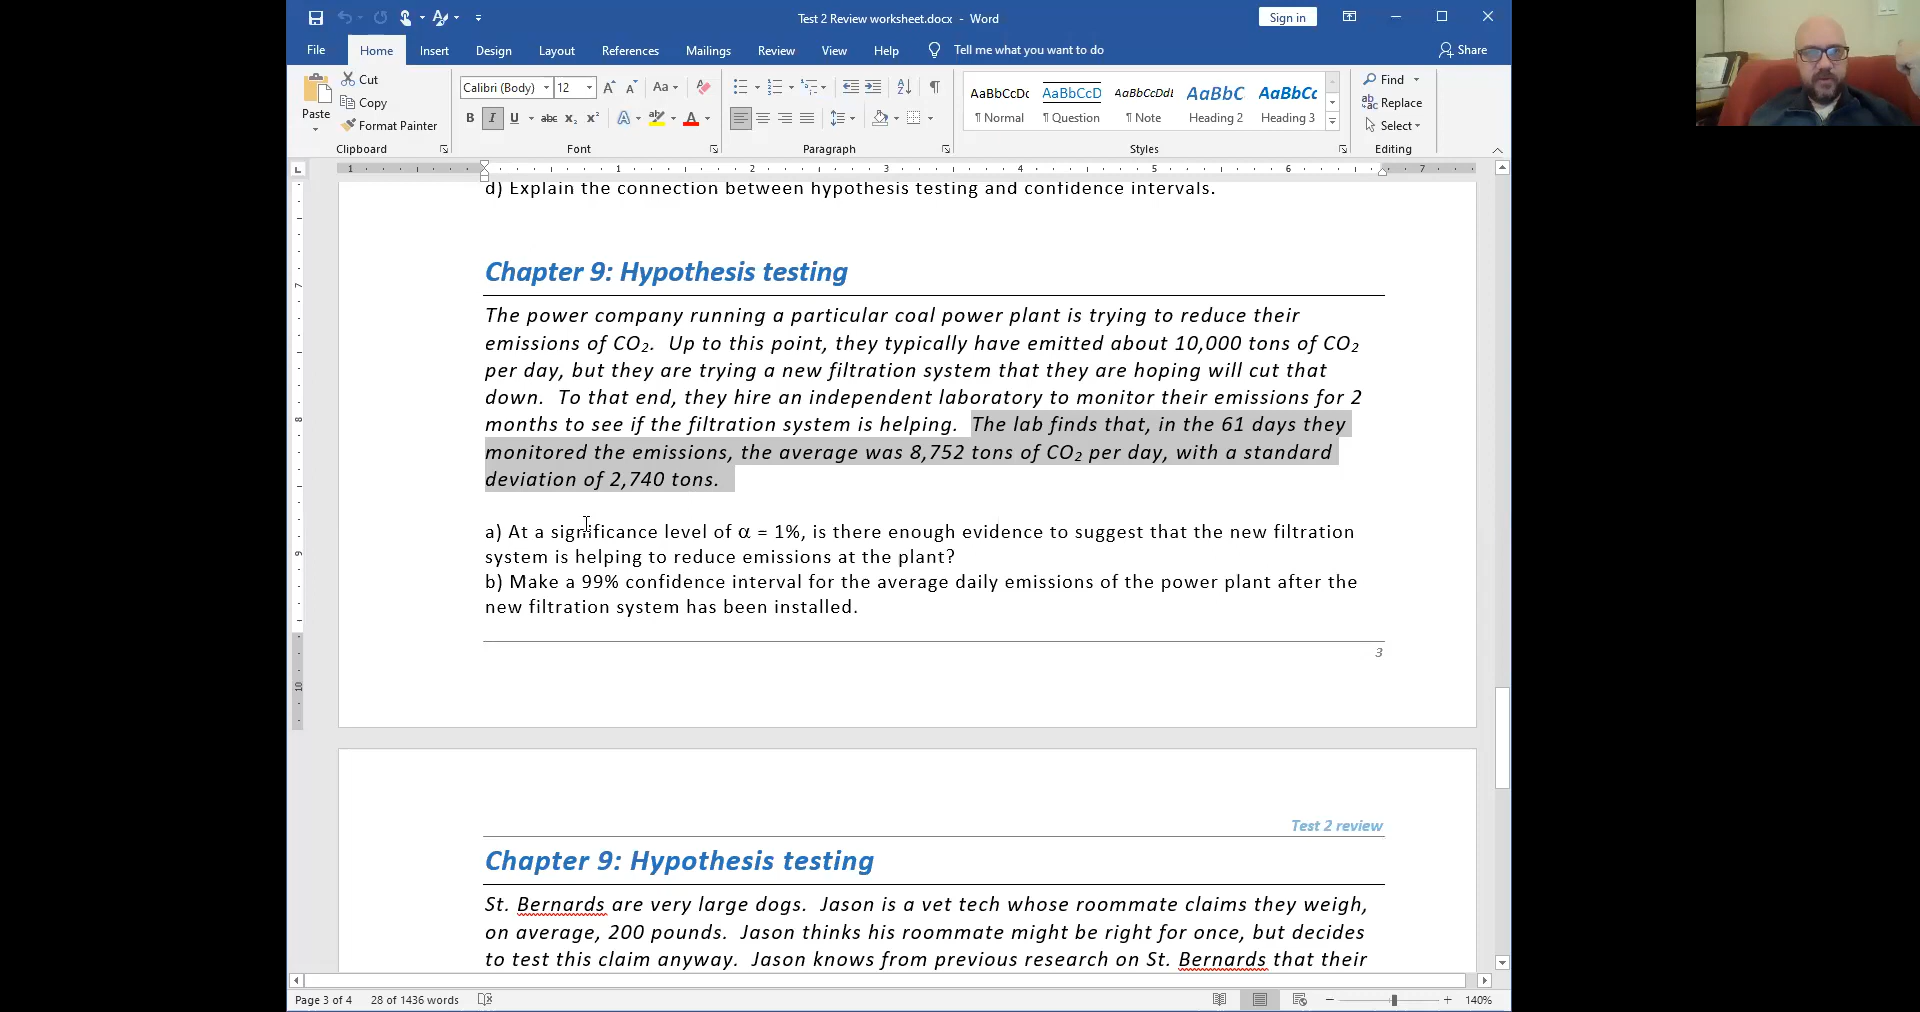 Test 2 Review worksheet.docx - Word
Sign in
File
Home
Insert
Design
Layout
References
Mailings
Review
View
Help
Tell me what you want to do
Share
Paste
Cut
Copy
Format Painter
Clipboard
Calibri (Body)
12
Font
Paragraph
AaBbCcDc
¶ Normal
AaBbCcD
¶ Question
AaBbCcDdI
¶ Note
AaBbC
Heading 2
AaBbCc
Heading 3
Styles
Find
Replace
Select
Editing
1 1 2 3 4 5 6 7
d) Explain the connection between hypothesis testing and confidence intervals.
Chapter 9: Hypothesis testing
The power company running a particular coal power plant is trying to reduce their
emissions of CO₂. Up to this point, they typically have emitted about 10,000 tons of CO₂
per day, but they are trying a new filtration system that they are hoping will cut that
down. To that end, they hire an independent laboratory to monitor their emissions for 2
months to see if the filtration system is helping. The lab finds that, in the 61 days they
monitored the emissions, the average was 8,752 tons of CO₂ per day, with a standard
deviation of 2,740 tons.
a) At a significance level of α = 1%, is there enough evidence to suggest that the new filtration
system is helping to reduce emissions at the plant?
b) Make a 99% confidence interval for the average daily emissions of the power plant after the
new filtration system has been installed.
3
Test 2 review
Chapter 9: Hypothesis testing
St. Bernards are very large dogs. Jason is a vet tech whose roommate claims they weigh,
on average, 200 pounds. Jason thinks his roommate might be right for once, but decides
to test this claim anyway. Jason knows from previous research on St. Bernards that their
7
8
9
10
Page 3 of 4
28 of 1436 words
140%